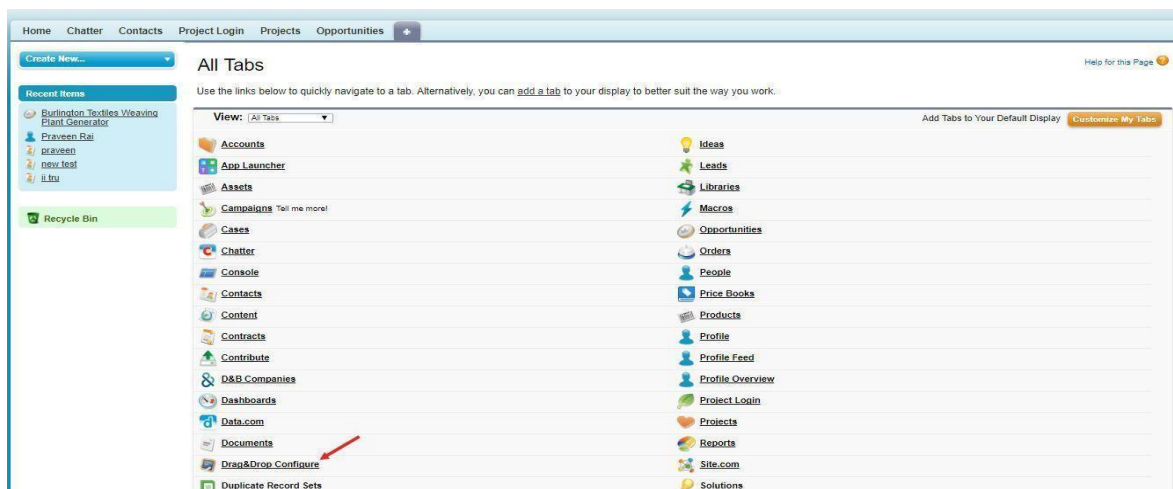 Home Chatter Contacts Project Login Projects Opportunities +
Create New...
Recent Items
Burlington Textiles Weaving
Plant Generator
Praveen Rai
praveen
new test
ii tru
Recycle Bin
All Tabs
Help for this Page ?
Use the links below to quickly navigate to a tab. Alternatively, you can add a tab to your display to better suit the way you work.
View: All Tabs
Add Tabs to Your Default Display Customize My Tabs
Accounts
App Launcher
Assets
Campaigns Tell me more!
Cases
Chatter
Console
Contacts
Content
Contracts
Contribute
D&B Companies
Dashboards
Data.com
Documents
Drag&Drop Configure
Duplicate Record Sets
Ideas
Leads
Libraries
Macros
Opportunities
Orders
People
Price Books
Products
Profile
Profile Feed
Profile Overview
Project Login
Projects
Reports
Site.com
Solutions